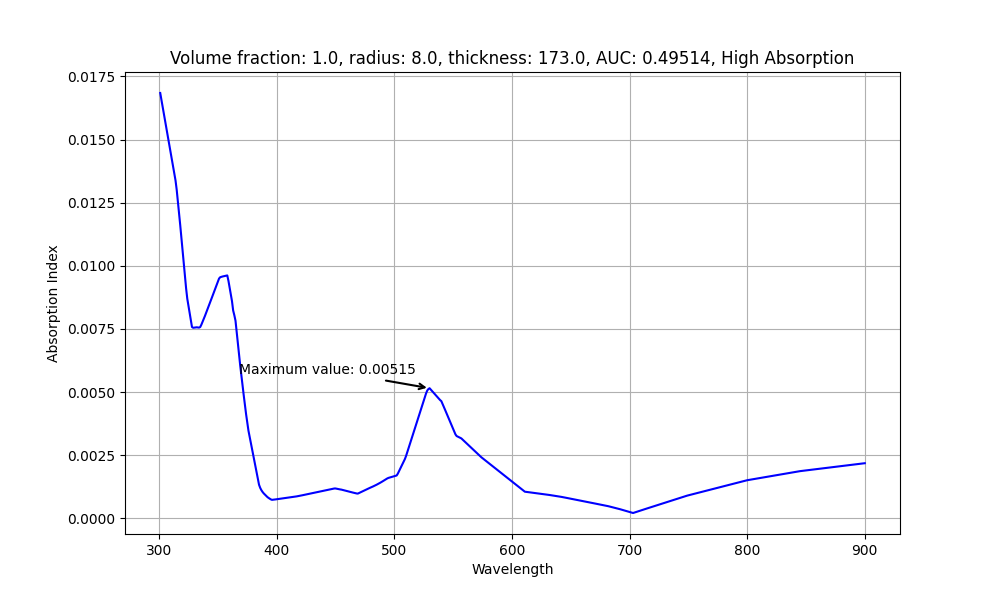 Volume fraction: 1.0, radius: 8.0, thickness: 173.0, AUC: 0.49514, High Absorption
Absorption Index
0.0175
0.0150
0.0125
0.0100
0.0075
0.0050
0.0025
0.0000
Maximum value: 0.00515
300 400 500 600 700 800 900
Wavelength